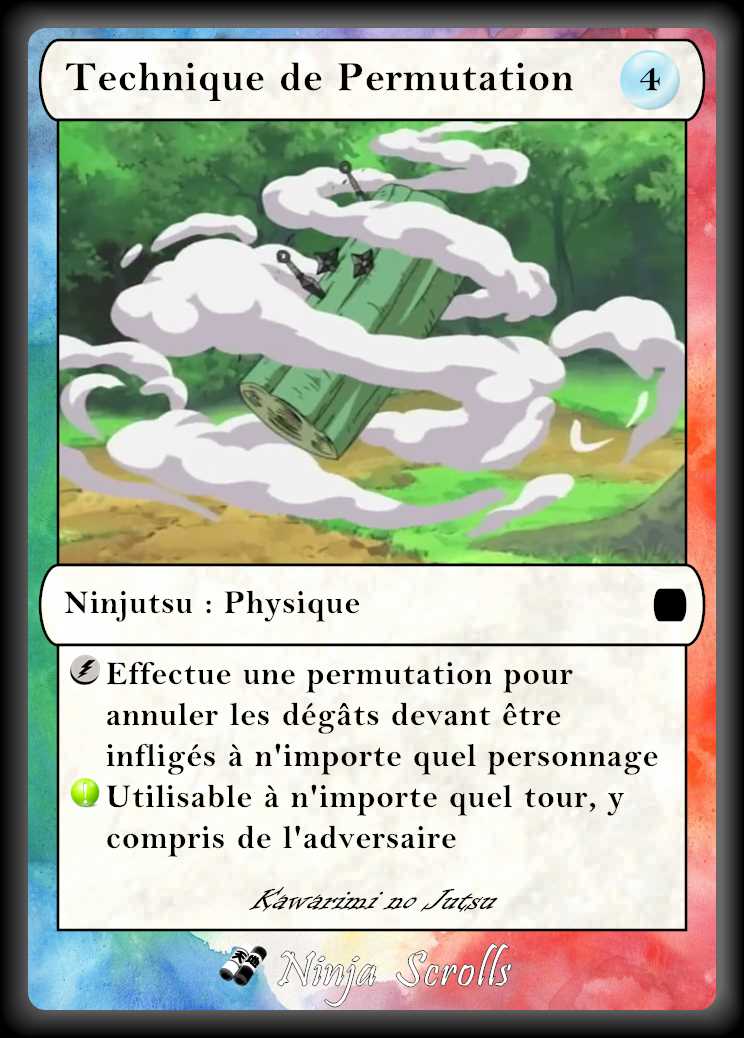 Technique de Permutation
4
Ninjutsu : Physique
Effectue une permutation pour
annuler les dégâts devant être
infligés à n'importe quel personnage
Utilisable à n'importe quel tour, y
compris de l'adversaire
Kawarimi no Jutsu
Ninja Scrolls